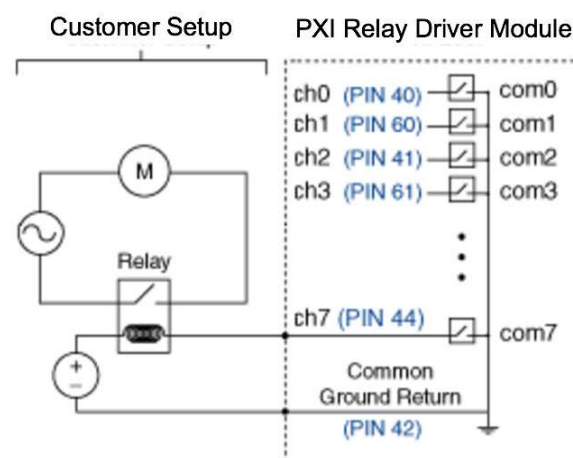 Customer Setup
PXI Relay Driver Module
ch0 (PIN 40) com0
ch1 (PIN 60) com1
ch2 (PIN 41) com2
ch3 (PIN 61) com3
M
Relay
ch7 (PIN 44) com7
+
−
Common
Ground Return
(PIN 42)